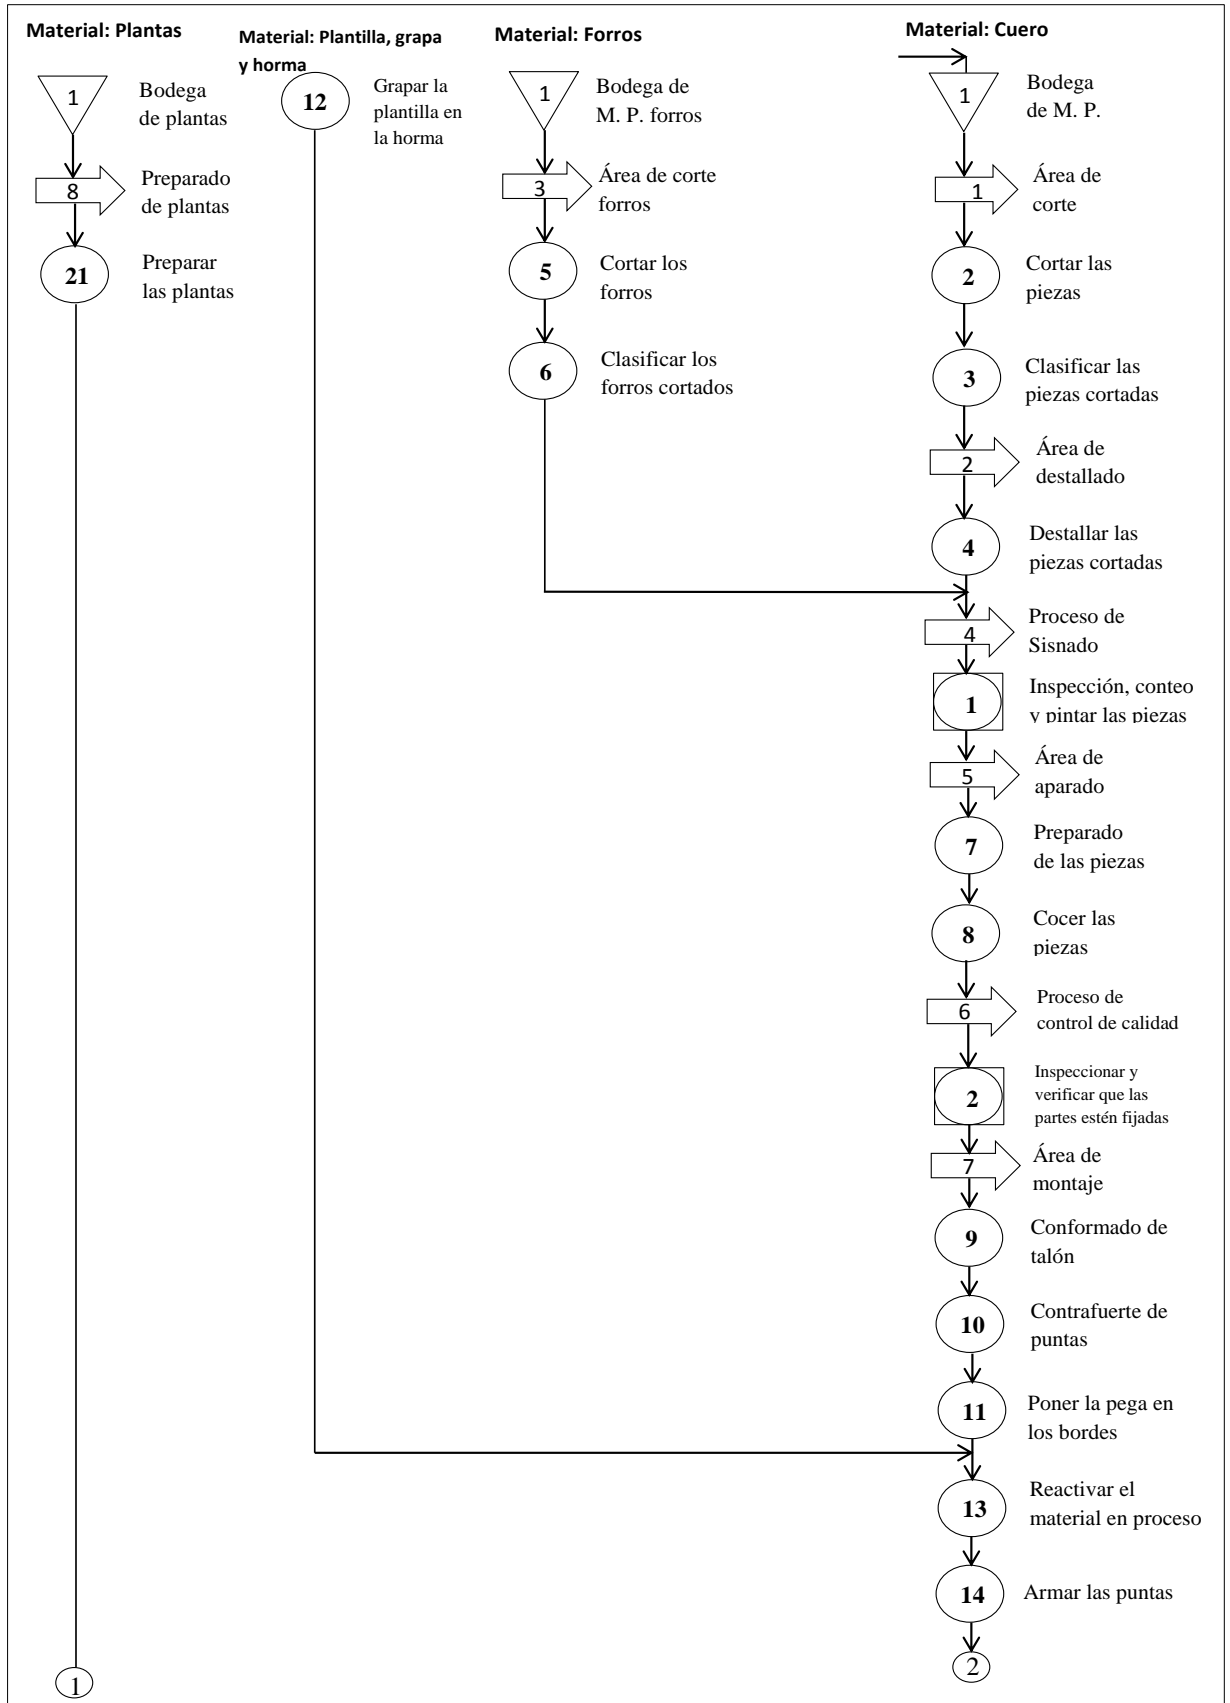 Material: Plantas
1
Bodega
de plantas
8
Preparado
de plantas
21
Preparar
las plantas
1
Material: Plantilla, grapa
y horma
12
Grapar la
plantilla en
la horma
Material: Forros
1
Bodega de
M. P. forros
3
Área de corte
forros
5
Cortar los
forros
6
Clasificar los
forros cortados
Material: Cuero
1
Bodega
de M. P.
1
Área de
corte
2
Cortar las
piezas
3
Clasificar las
piezas cortadas
2
Área de
destallado
4
Destallar las
piezas cortadas
4
Proceso de
Sisnado
1
Inspección, conteo
y pintar las piezas
5
Área de
aparado
7
Preparado
de las piezas
8
Cocer las
piezas
6
Proceso de
control de calidad
2
Inspeccionar y
verificar que las
partes estén fijadas
7
Área de
montaje
9
Conformado de
talón
10
Contrafuerte de
puntas
11
Poner la pega en
los bordes
13
Reactivar el
material en proceso
14
Armar las puntas
2